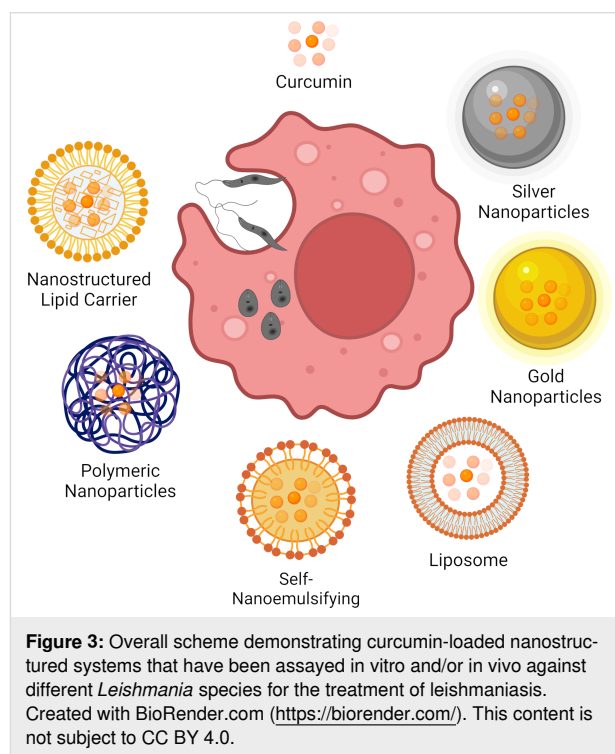 Curcumin
Silver
Nanoparticles
Nanostructured
Lipid Carrier
Gold
Nanoparticles
Polymeric
Nanoparticles
Liposome
Self-
Nanoemulsifying
Figure 3: Overall scheme demonstrating curcumin-loaded nanostruc-
tured systems that have been assayed in vitro and/or in vivo against
different Leishmania species for the treatment of leishmaniasis.
Created with BioRender.com (https://biorender.com/). This content is
not subject to CC BY 4.0.